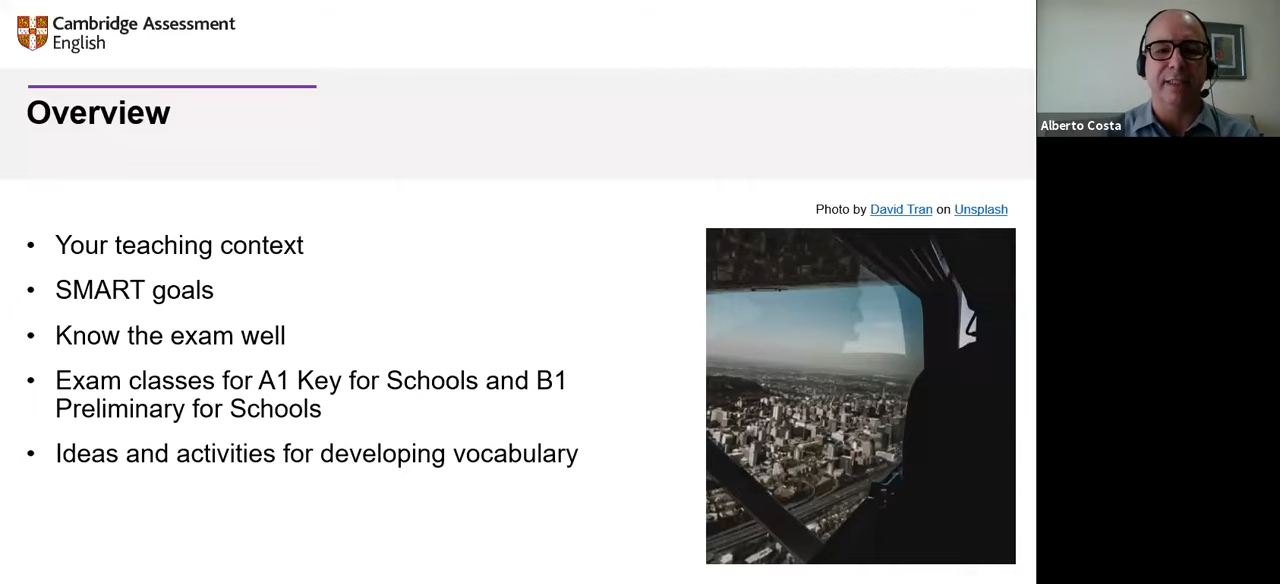 Cambridge Assessment
English
Overview
Photo by David Tran on Unsplash
• Your teaching context
• SMART goals
• Know the exam well
• Exam classes for A1 Key for Schools and B1
Preliminary for Schools
• Ideas and activities for developing vocabulary
Alberto Costa